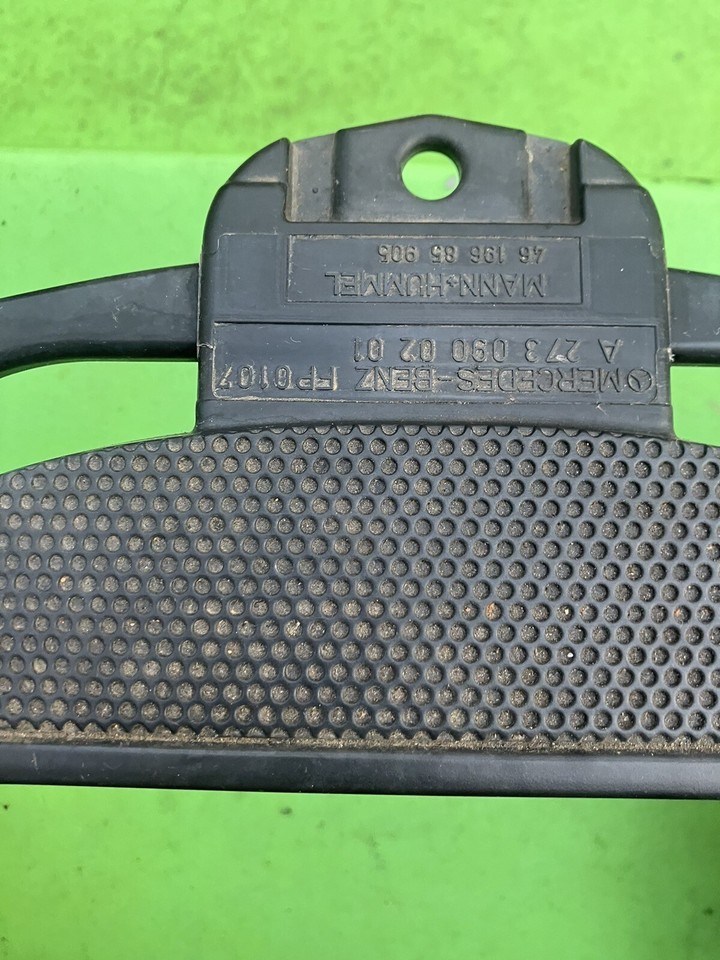 MERCEDES-BENZ FP0107
A 273 090 02 01
MANN+HUMMEL
46 196 85 905